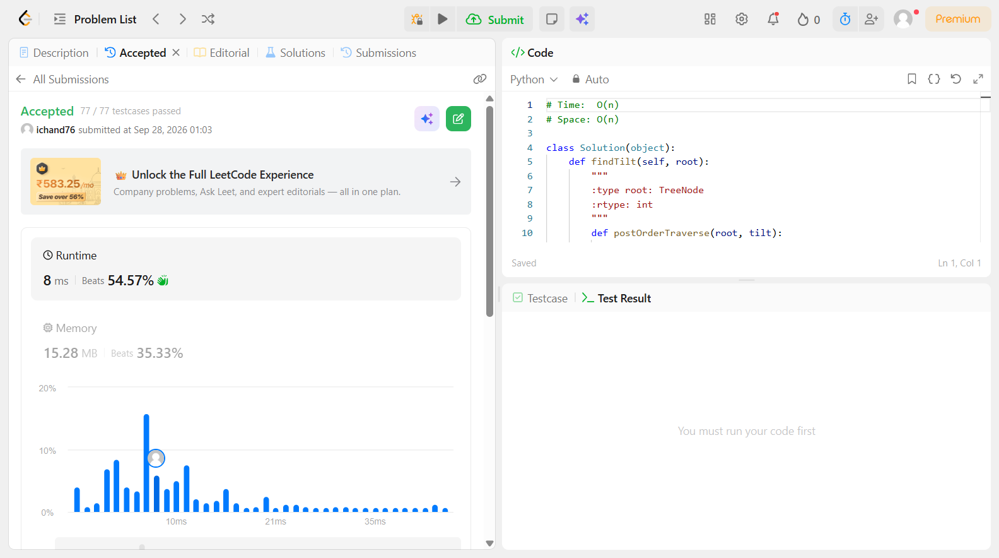 Problem List
Submit
0
Premium
Description
Accepted
Editorial
Solutions
Submissions
All Submissions
Accepted 77 / 77 testcases passed
ichand76 submitted at Sep 28, 2026 01:03
₹583.25/mo
Save over 56%
Unlock the Full LeetCode Experience
Company problems, Ask Leet, and expert editorials — all in one plan.
Runtime
8 ms Beats 54.57%
Memory
15.28 MB Beats 35.33%
20%
10%
0%
10ms 21ms 35ms
</> Code
Python Auto
1 # Time:  O(n)
2 # Space: O(n)
3
4 class Solution(object):
5     def findTilt(self, root):
6         """
7         :type root: TreeNode
8         :rtype: int
9         """
10         def postOrderTraverse(root, tilt):
Saved Ln 1, Col 1
Testcase
Test Result
You must run your code first